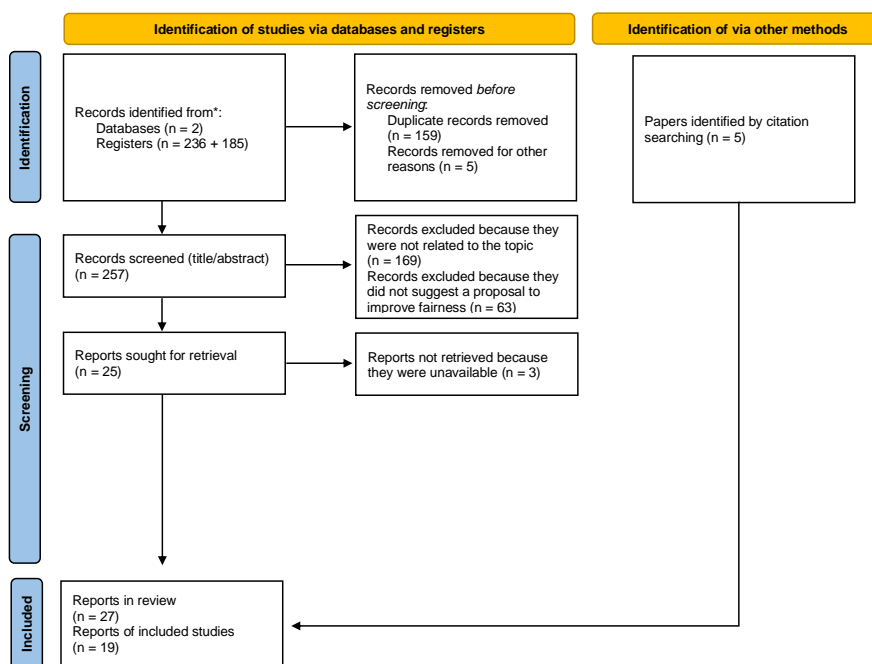 Identification of studies via databases and registers
Identification of via other methods
Identification
Records identified from*:
Databases (n = 2)
Registers (n = 236 + 185)
Records removed before
screening:
Duplicate records removed
(n = 159)
Records removed for other
reasons (n = 5)
Papers identified by citation
searching (n = 5)
Screening
Records screened (title/abstract)
(n = 257)
Records excluded because they
were not related to the topic
(n = 169)
Records excluded because they
did not suggest a proposal to
improve fairness (n = 63)
Reports sought for retrieval
(n = 25)
Reports not retrieved because
they were unavailable (n = 3)
Included
Reports in review
(n = 27)
Reports of included studies
(n = 19)